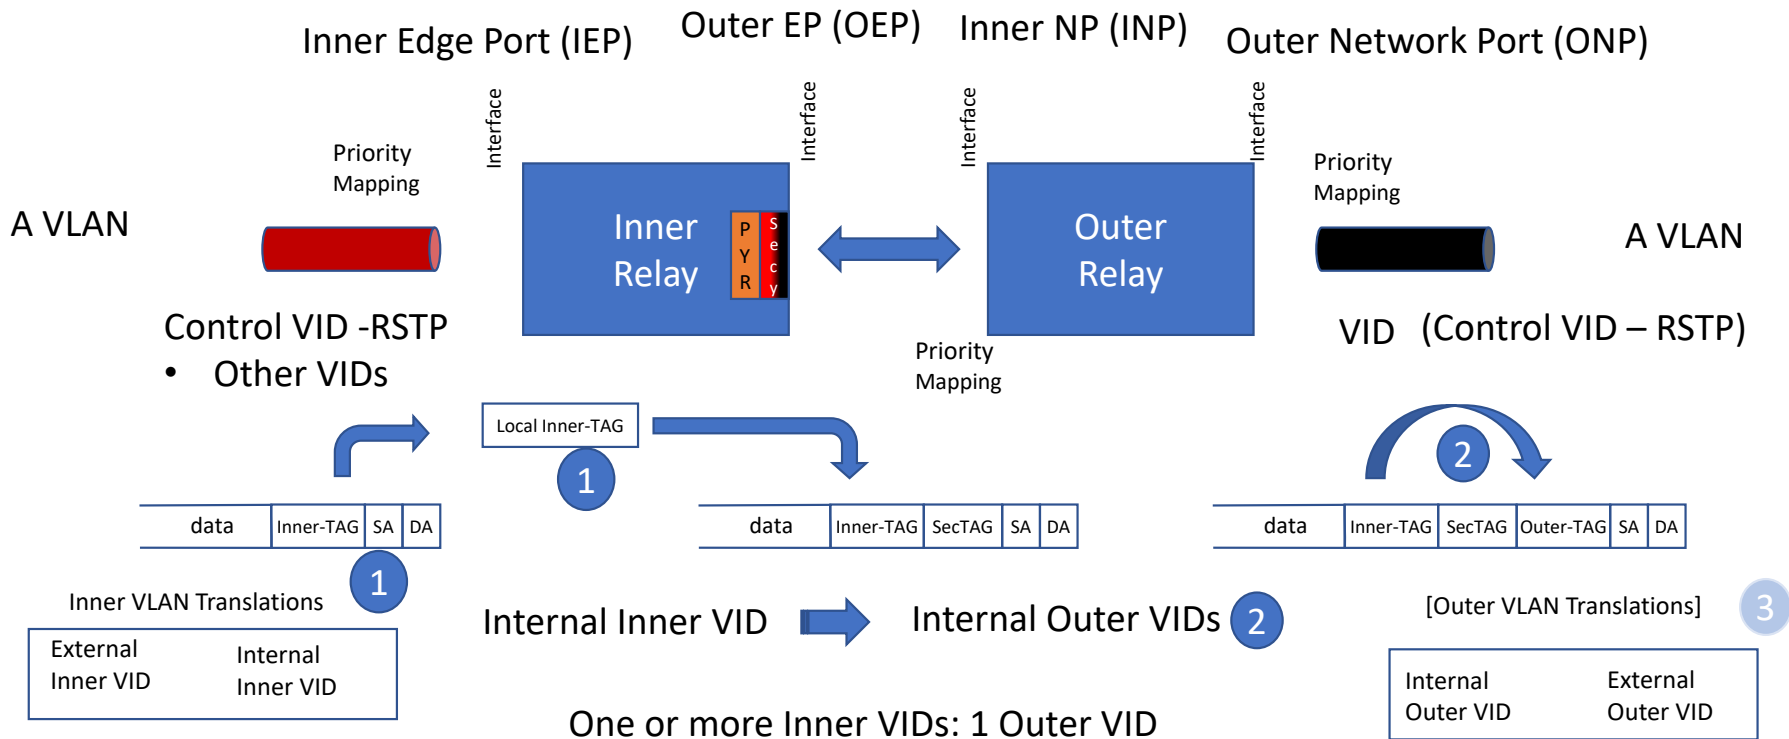 Inner Edge Port (IEP)
Outer EP (OEP)
Inner NP (INP)
Outer Network Port (ONP)
Interface
Interface
Interface
Interface
Priority
Mapping
Priority
Mapping
A VLAN
Inner
Relay
PYR
Secy
Outer
Relay
A VLAN
Control VID -RSTP
• Other VIDs
Priority
Mapping
VID (Control VID – RSTP)
Local Inner-TAG
1
2
data Inner-TAG SA DA
data Inner-TAG SecTAG SA DA
data Inner-TAG SecTAG Outer-TAG SA DA
1
Inner VLAN Translations
Internal Inner VID
Internal Outer VIDs 2
[Outer VLAN Translations] 3
External
Inner VID
Internal
Inner VID
Internal
Outer VID
External
Outer VID
One or more Inner VIDs: 1 Outer VID